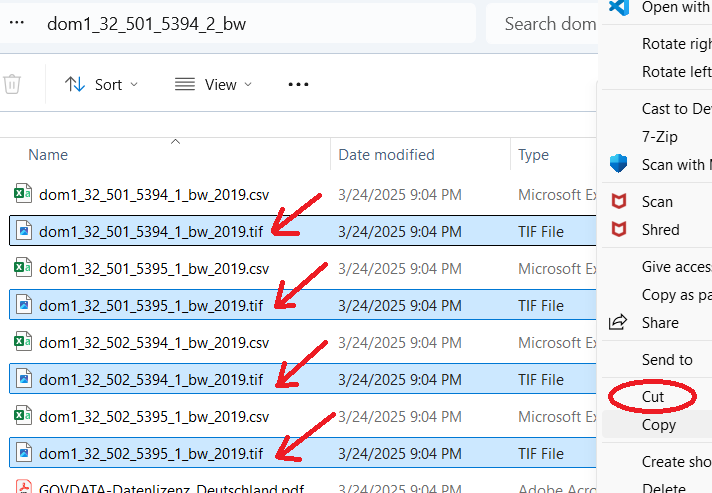 dom1_32_501_5394_2_bw
Search dom
Sort
View
Name
Date modified
Type
dom1_32_501_5394_1_bw_2019.csv 3/24/2025 9:04 PM Microsoft Ex
dom1_32_501_5394_1_bw_2019.tif 3/24/2025 9:04 PM TIF File
dom1_32_501_5395_1_bw_2019.csv 3/24/2025 9:04 PM Microsoft Ex
dom1_32_501_5395_1_bw_2019.tif 3/24/2025 9:04 PM TIF File
dom1_32_502_5394_1_bw_2019.csv 3/24/2025 9:04 PM Microsoft Ex
dom1_32_502_5394_1_bw_2019.tif 3/24/2025 9:04 PM TIF File
dom1_32_502_5395_1_bw_2019.csv 3/24/2025 9:04 PM Microsoft Ex
dom1_32_502_5395_1_bw_2019.tif 3/24/2025 9:04 PM TIF File
GOVDATA-Datenlizenz_Deutschland.pdf 3/24/2025 9:04 PM Adobe Acro
Open with
Rotate righ
Rotate left
Cast to De
7-Zip
Scan with M
Scan
Shred
Give acces
Copy as pa
Share
Send to
Cut
Copy
Create sho
Delete